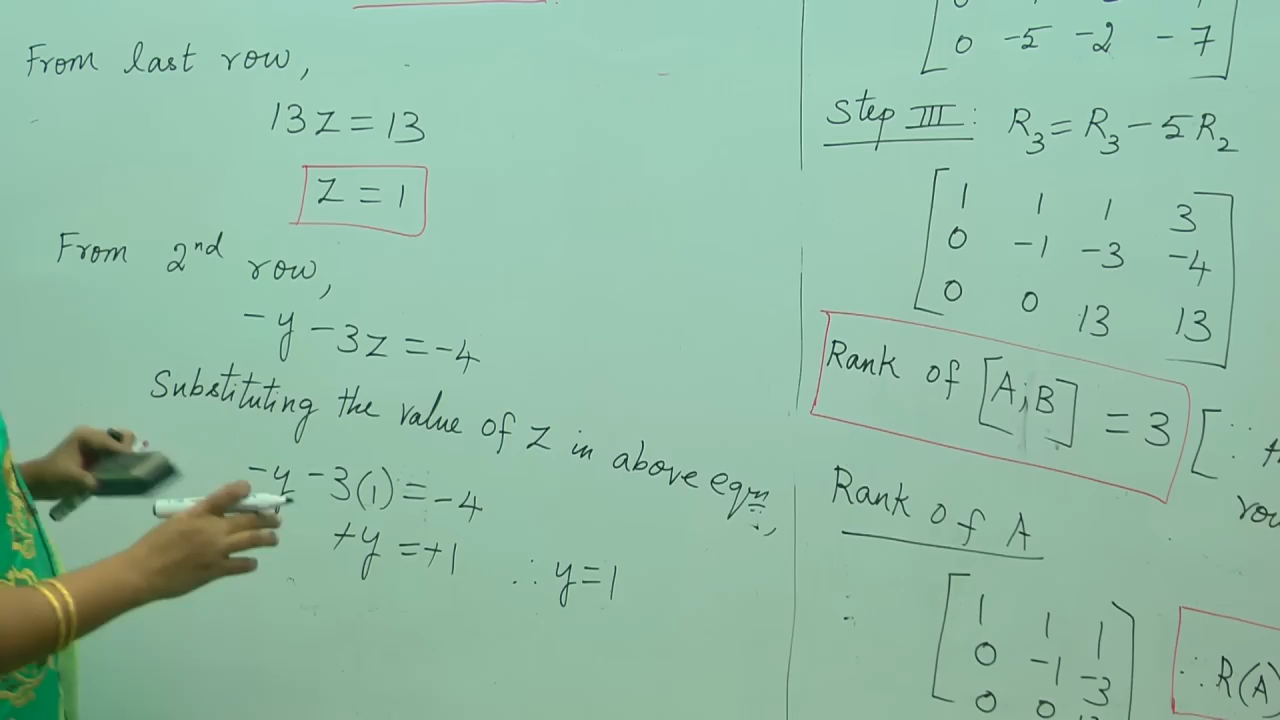 From last row,
13z = 13
z = 1
From 2nd row,
-y - 3z = -4
Substituting the value of z in above eqn;,
-y - 3(1) = -4
+y = +1 ∴ y = 1
0 -5 -2 -7
Step III: R3 = R3 - 5R2
1 1 1 3
0 -1 -3 -4
0 0 13 13
Rank of [A;B] = 3 [∵
Rank of A
∴
1 1 1
0 -1 -3
0 0
∴ R(A)